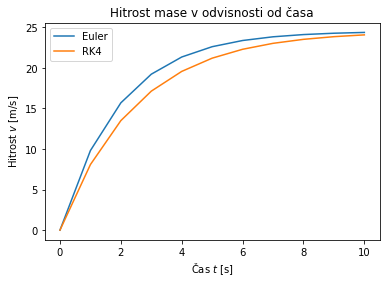 Hitrost mase v odvisnosti od časa
Euler
RK4
Hitrost v [m/s]
25
20
15
10
5
0
0 2 4 6 8 10
Čas t [s]